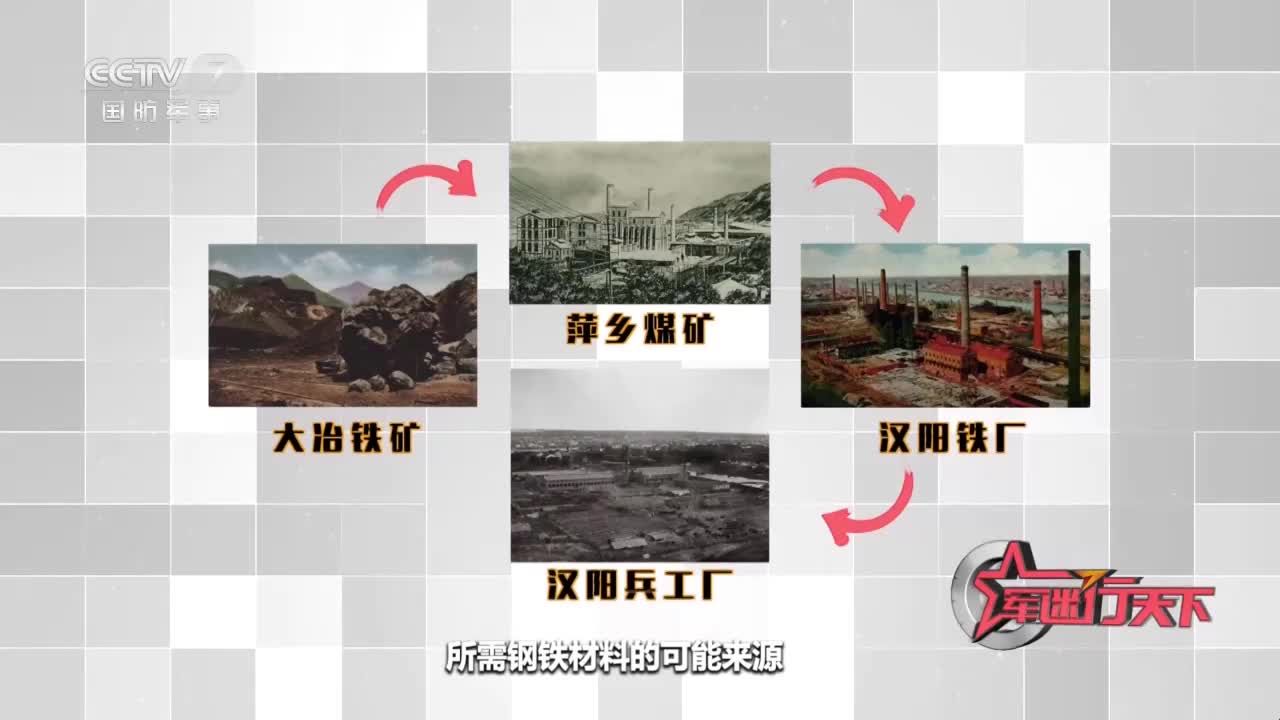 CCTV 7
国防军事
萍乡煤矿
大冶铁矿
汉阳铁厂
汉阳兵工厂
军迷行天下
所需钢铁材料的可能来源